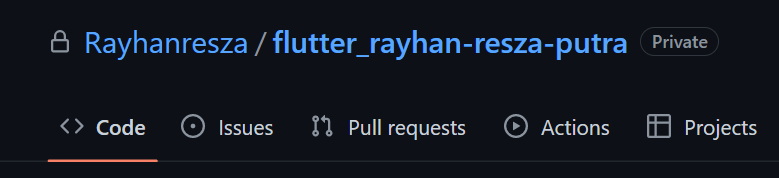 Rayhanresza / flutter_rayhan-resza-putra Private
Code Issues Pull requests Actions Projects